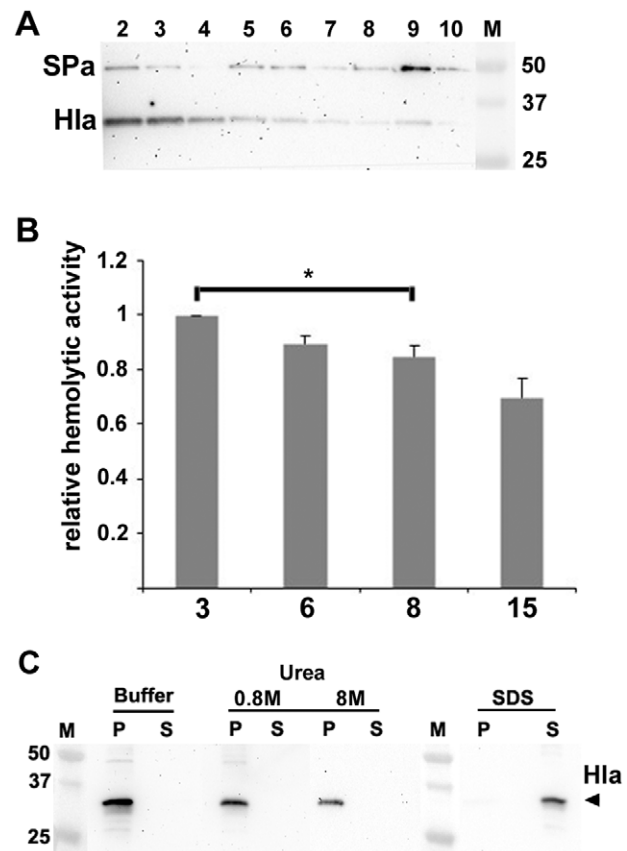 A
2 3 4 5 6 7 8 9 10 M
SPa
50
37
Hla
25
B
relative hemolytic activity
1.2
1
0.8
0.6
0.4
0.2
*
3 6 8 15
C
Urea
Buffer 0.8M 8M SDS
M P S P S P S M P S
50
37
25
Hla